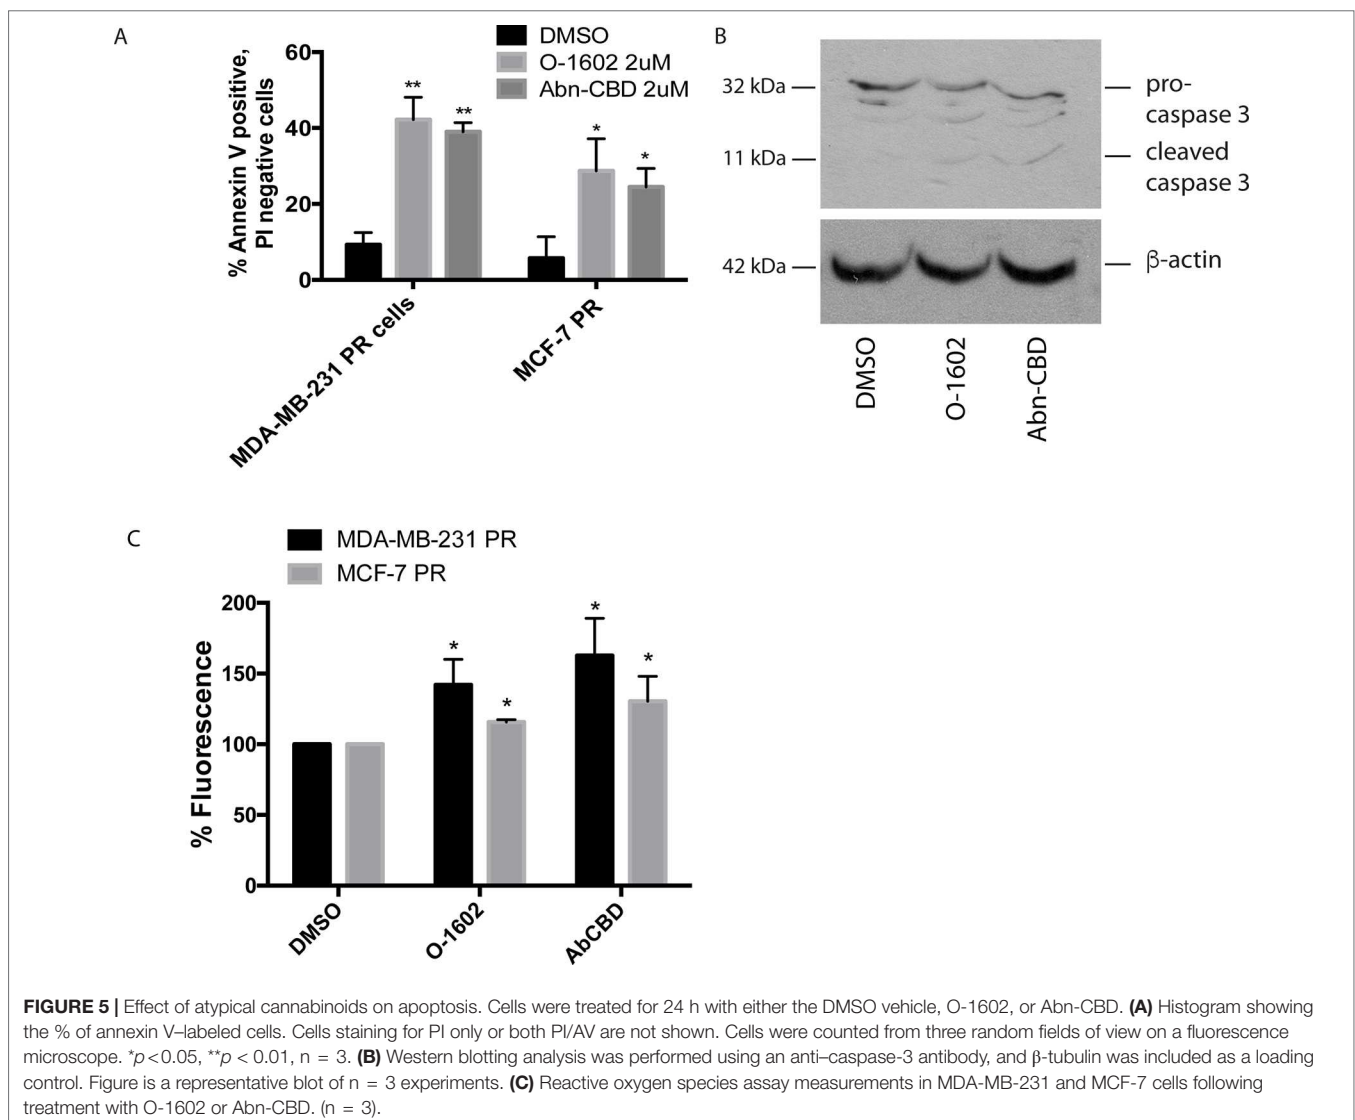 A
DMSO
O-1602 2uM
Abn-CBD 2uM
% Annexin V positive,
PI negative cells
60
40
20
0
**
**
*
*
MDA-MB-231 PR cells
MCF-7 PR
B
32 kDa
11 kDa
42 kDa
pro-
caspase 3
cleaved
caspase 3
β-actin
DMSO
O-1602
Abn-CBD
C
MDA-MB-231 PR
MCF-7 PR
% Fluorescence
200
150
100
50
0
*
*
*
*
DMSO
O-1602
AbCBD
FIGURE 5 | Effect of atypical cannabinoids on apoptosis. Cells were treated for 24 h with either the DMSO vehicle, O-1602, or Abn-CBD. (A) Histogram showing
the % of annexin V–labeled cells. Cells staining for PI only or both PI/AV are not shown. Cells were counted from three random fields of view on a fluorescence
microscope. *p <0.05, **p < 0.01, n = 3. (B) Western blotting analysis was performed using an anti–caspase-3 antibody, and β-tubulin was included as a loading
control. Figure is a representative blot of n = 3 experiments. (C) Reactive oxygen species assay measurements in MDA-MB-231 and MCF-7 cells following
treatment with O-1602 or Abn-CBD. (n = 3).